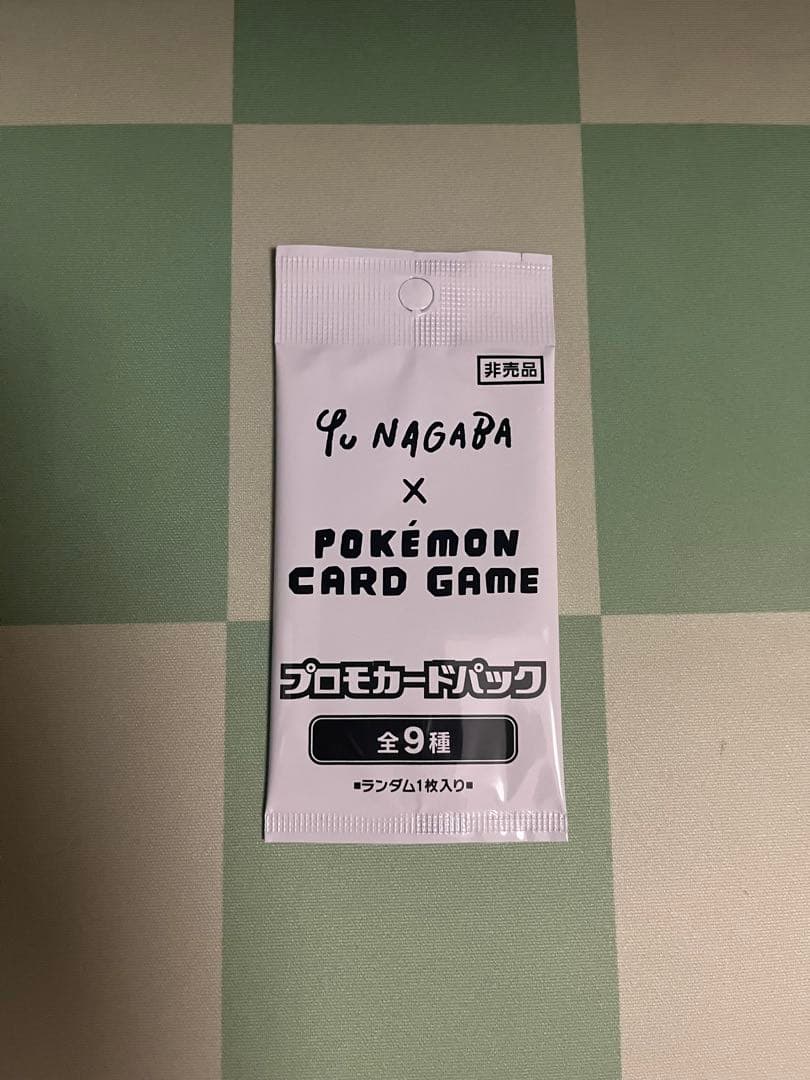 非売品
Yu NAGABA
×
POKÉMON
CARD GAME
プロモカードパック
全9種
■ランダム1枚入り■